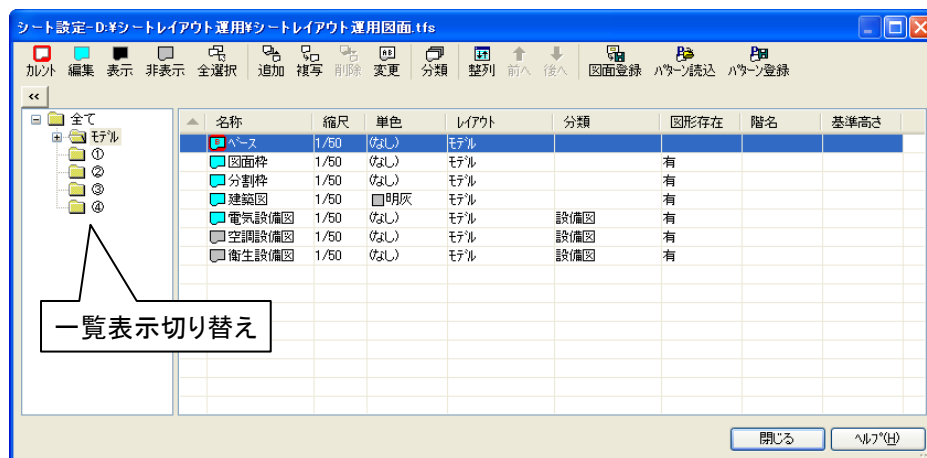 シート設定-D:¥シートレイアウト運用¥シートレイアウト運用図面.tfs
ｶﾚﾝﾄ 編集 表示 非表示 全選択 追加 複写 削除 変更 分類 整列 前へ 後へ 図面登録 ﾊﾟﾀｰﾝ読込 ﾊﾟﾀｰﾝ登録
<<
全て
ﾓﾃﾞﾙ
①
②
③
④
名称 縮尺 単色 ﾚｲｱｳﾄ 分類 図形存在 階名 基準高さ
ﾍﾞｰｽ 1/50 (なし) ﾓﾃﾞﾙ
図面枠 1/50 (なし) ﾓﾃﾞﾙ 有
分割枠 1/50 (なし) ﾓﾃﾞﾙ 有
建築図 1/50 明灰 ﾓﾃﾞﾙ 有
電気設備図 1/50 (なし) ﾓﾃﾞﾙ 設備図 有
空調設備図 1/50 (なし) ﾓﾃﾞﾙ 設備図 有
衛生設備図 1/50 (なし) ﾓﾃﾞﾙ 設備図 有
一覧表示切り替え
閉じる ﾍﾙﾌﾟ(H)